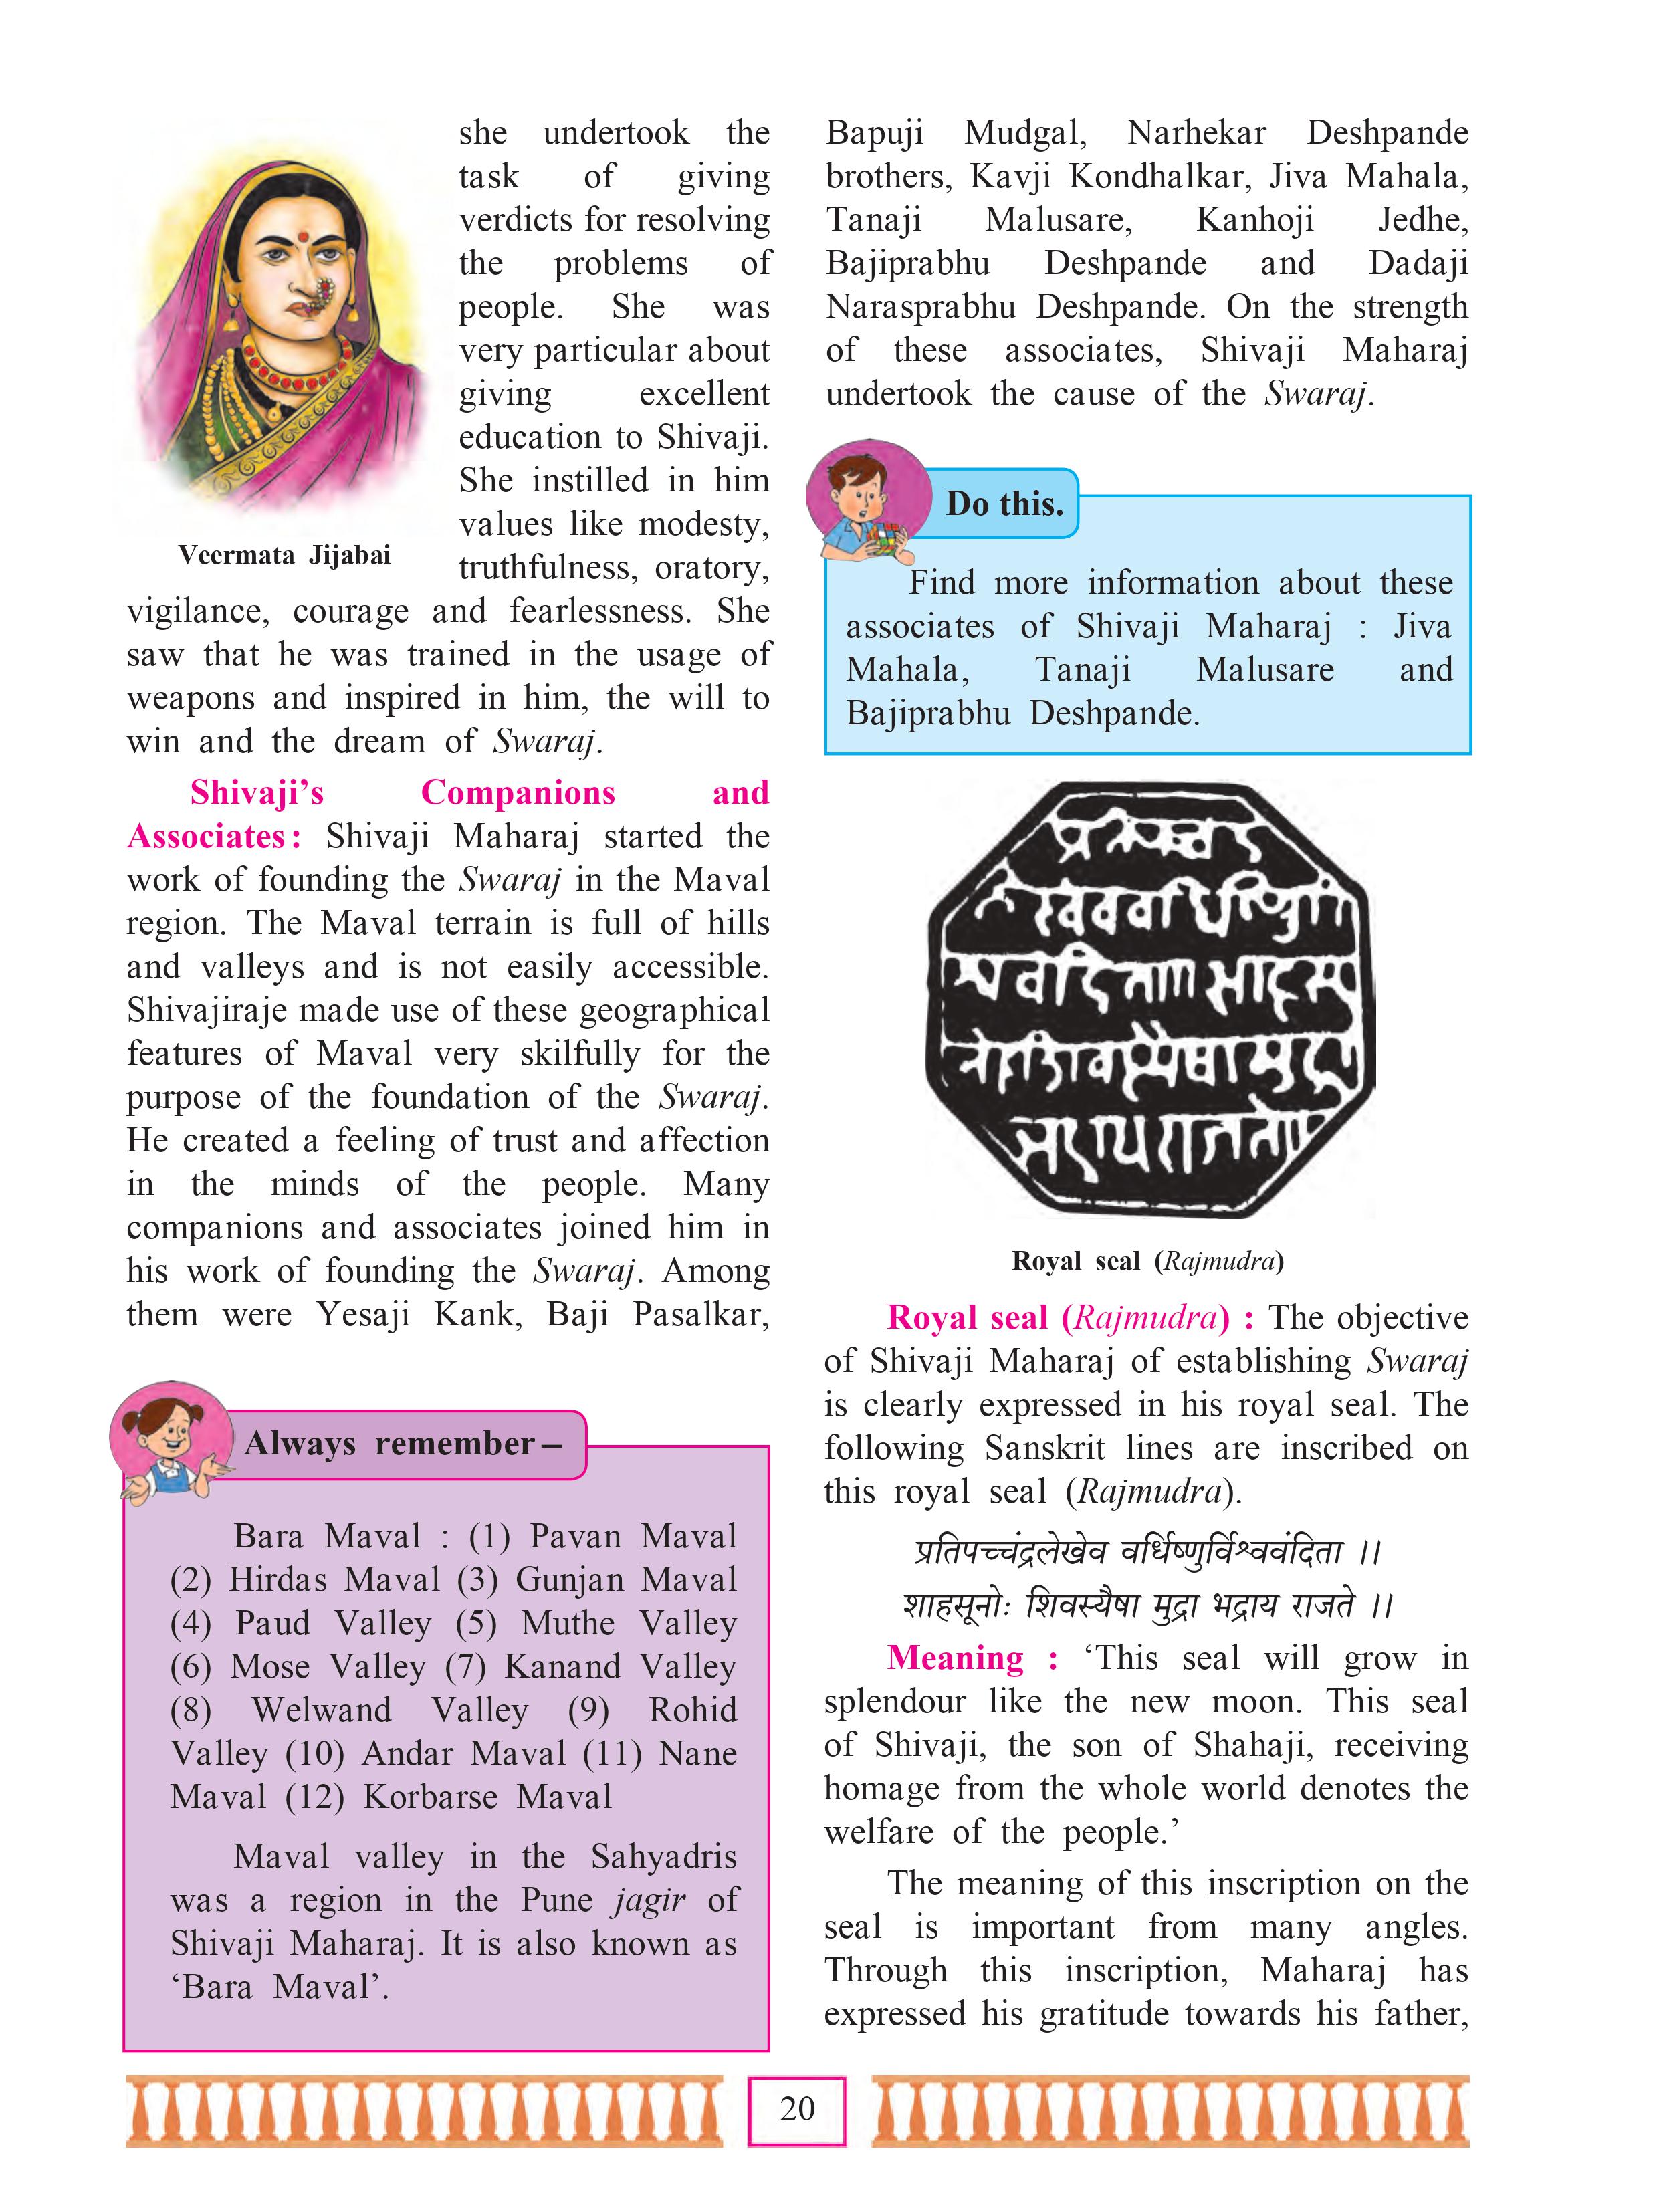 she undertook the
task of giving
verdicts for resolving
the problems of
people. She was
very particular about
giving excellent
education to Shivaji.
She instilled in him
values like modesty,
truthfulness, oratory,
Veermata Jijabai
vigilance, courage and fearlessness. She
saw that he was trained in the usage of
weapons and inspired in him, the will to
win and the dream of Swaraj.
Shivaji’s Companions and
Associates : Shivaji Maharaj started the
work of founding the Swaraj in the Maval
region. The Maval terrain is full of hills
and valleys and is not easily accessible.
Shivajiraje made use of these geographical
features of Maval very skilfully for the
purpose of the foundation of the Swaraj.
He created a feeling of trust and affection
in the minds of the people. Many
companions and associates joined him in
his work of founding the Swaraj. Among
them were Yesaji Kank, Baji Pasalkar,
Always remember –
Bara Maval : (1) Pavan Maval
(2) Hirdas Maval (3) Gunjan Maval
(4) Paud Valley (5) Muthe Valley
(6) Mose Valley (7) Kanand Valley
(8) Welwand Valley (9) Rohid
Valley (10) Andar Maval (11) Nane
Maval (12) Korbarse Maval
Maval valley in the Sahyadris
was a region in the Pune jagir of
Shivaji Maharaj. It is also known as
‘Bara Maval’.
Bapuji Mudgal, Narhekar Deshpande
brothers, Kavji Kondhalkar, Jiva Mahala,
Tanaji Malusare, Kanhoji Jedhe,
Bajiprabhu Deshpande and Dadaji
Narasprabhu Deshpande. On the strength
of these associates, Shivaji Maharaj
undertook the cause of the Swaraj.
Do this.
Find more information about these
associates of Shivaji Maharaj : Jiva
Mahala, Tanaji Malusare and
Bajiprabhu Deshpande.
Royal seal (Rajmudra)
Royal seal (Rajmudra) : The objective
of Shivaji Maharaj of establishing Swaraj
is clearly expressed in his royal seal. The
following Sanskrit lines are inscribed on
this royal seal (Rajmudra).
प्रतिपच्चंद्रलेखेव वर्धिष्णुर्विश्ववंदिता ।।
शाहसूनोः शिवस्यैषा मुद्रा भद्राय राजते ।।
Meaning : ‘This seal will grow in
splendour like the new moon. This seal
of Shivaji, the son of Shahaji, receiving
homage from the whole world denotes the
welfare of the people.’
The meaning of this inscription on the
seal is important from many angles.
Through this inscription, Maharaj has
expressed his gratitude towards his father,
20